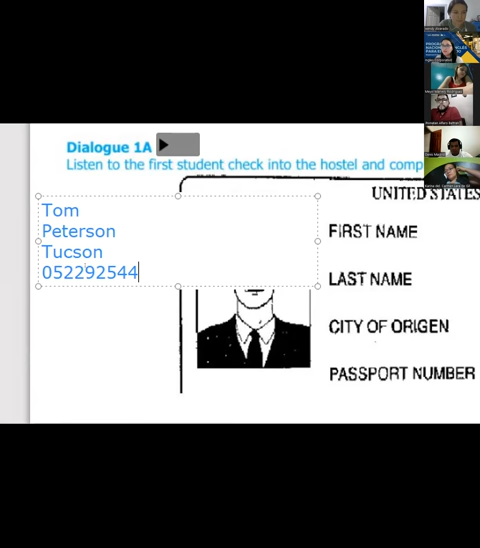 Dialogue 1A
Listen to the first student check into the hostel and comp
UNITED STATES
Tom
Peterson
Tucson
052292544
FIRST NAME
LAST NAME
CITY OF ORIGEN
PASSPORT NUMBER